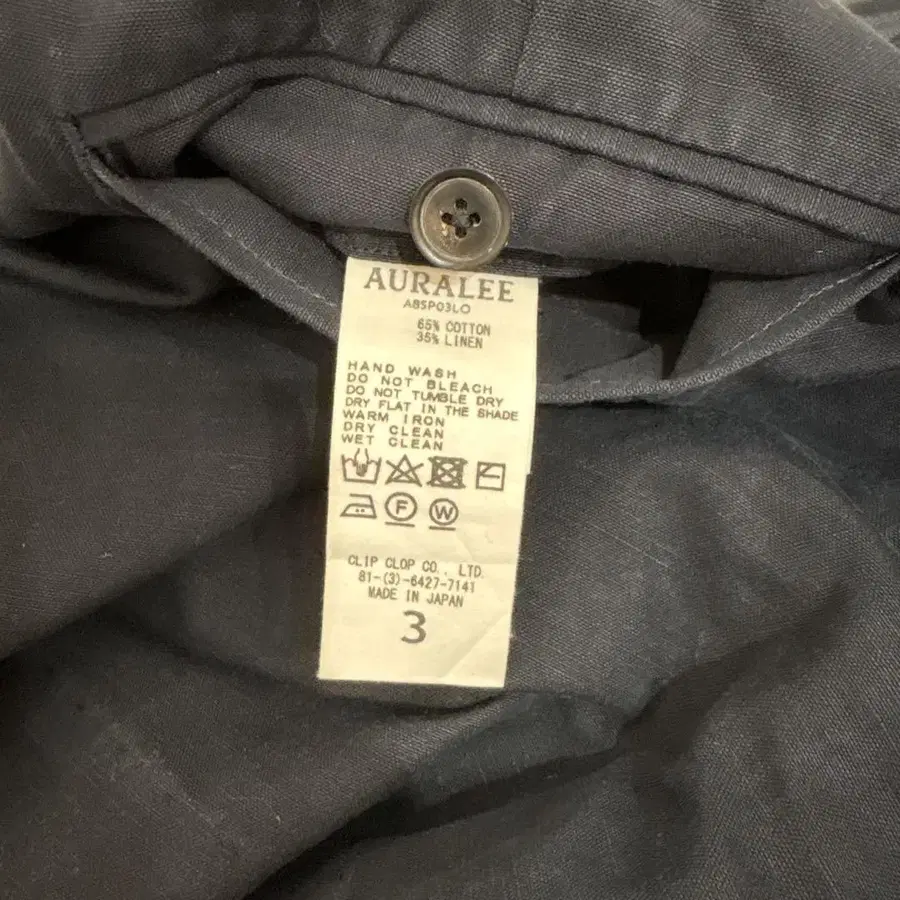 AURALEE
A8SP03LO
65% COTTON
35% LINEN
HAND WASH
DO NOT BLEACH
DO NOT TUMBLE DRY
DRY FLAT IN THE SHADE
WARM IRON
DRY CLEAN
WET CLEAN
F W
CLIP CLOP CO., LTD.
81-(3)-6427-7141
MADE IN JAPAN
3